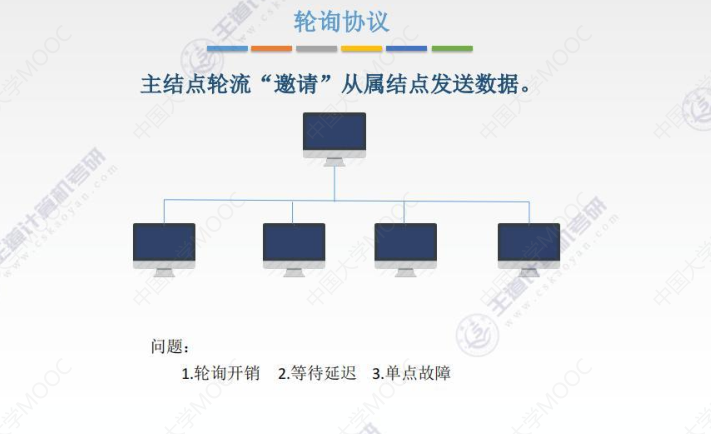 轮询协议
主结点轮流“邀请”从属结点发送数据。
问题：
1.轮询开销 2.等待延迟 3.单点故障
中国大学MOOC
王道计算机考研
www.cskaoyan.com